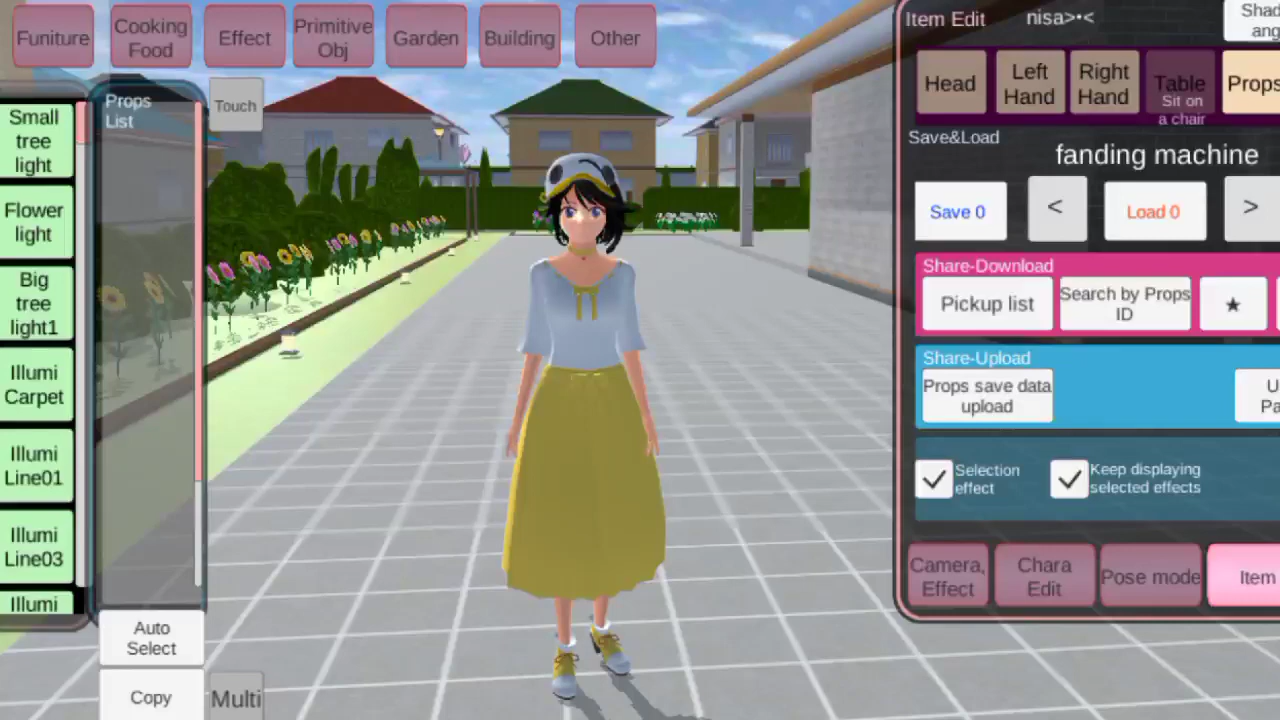 Funiture
Cooking
Food
Effect
Primitive
Obj
Garden
Building
Other
Item Edit
nisa>•<
Small
tree
light
Flower
light
Big
tree
light1
Illumi
Carpet
Illumi
Line01
Illumi
Line03
Illumi
Props
List
Touch
Auto
Select
Copy
Multi
Head
Left
Hand
Right
Hand
Table
Sit on
a chair
Props
Save&Load
fanding machine
Save 0
<
Load 0
>
Share-Download
Pickup list
Search by Props
ID
★
Share-Upload
Props save data
upload
Selection
effect
Keep displaying
selected effects
Camera,
Effect
Chara
Edit
Pose mode
Item